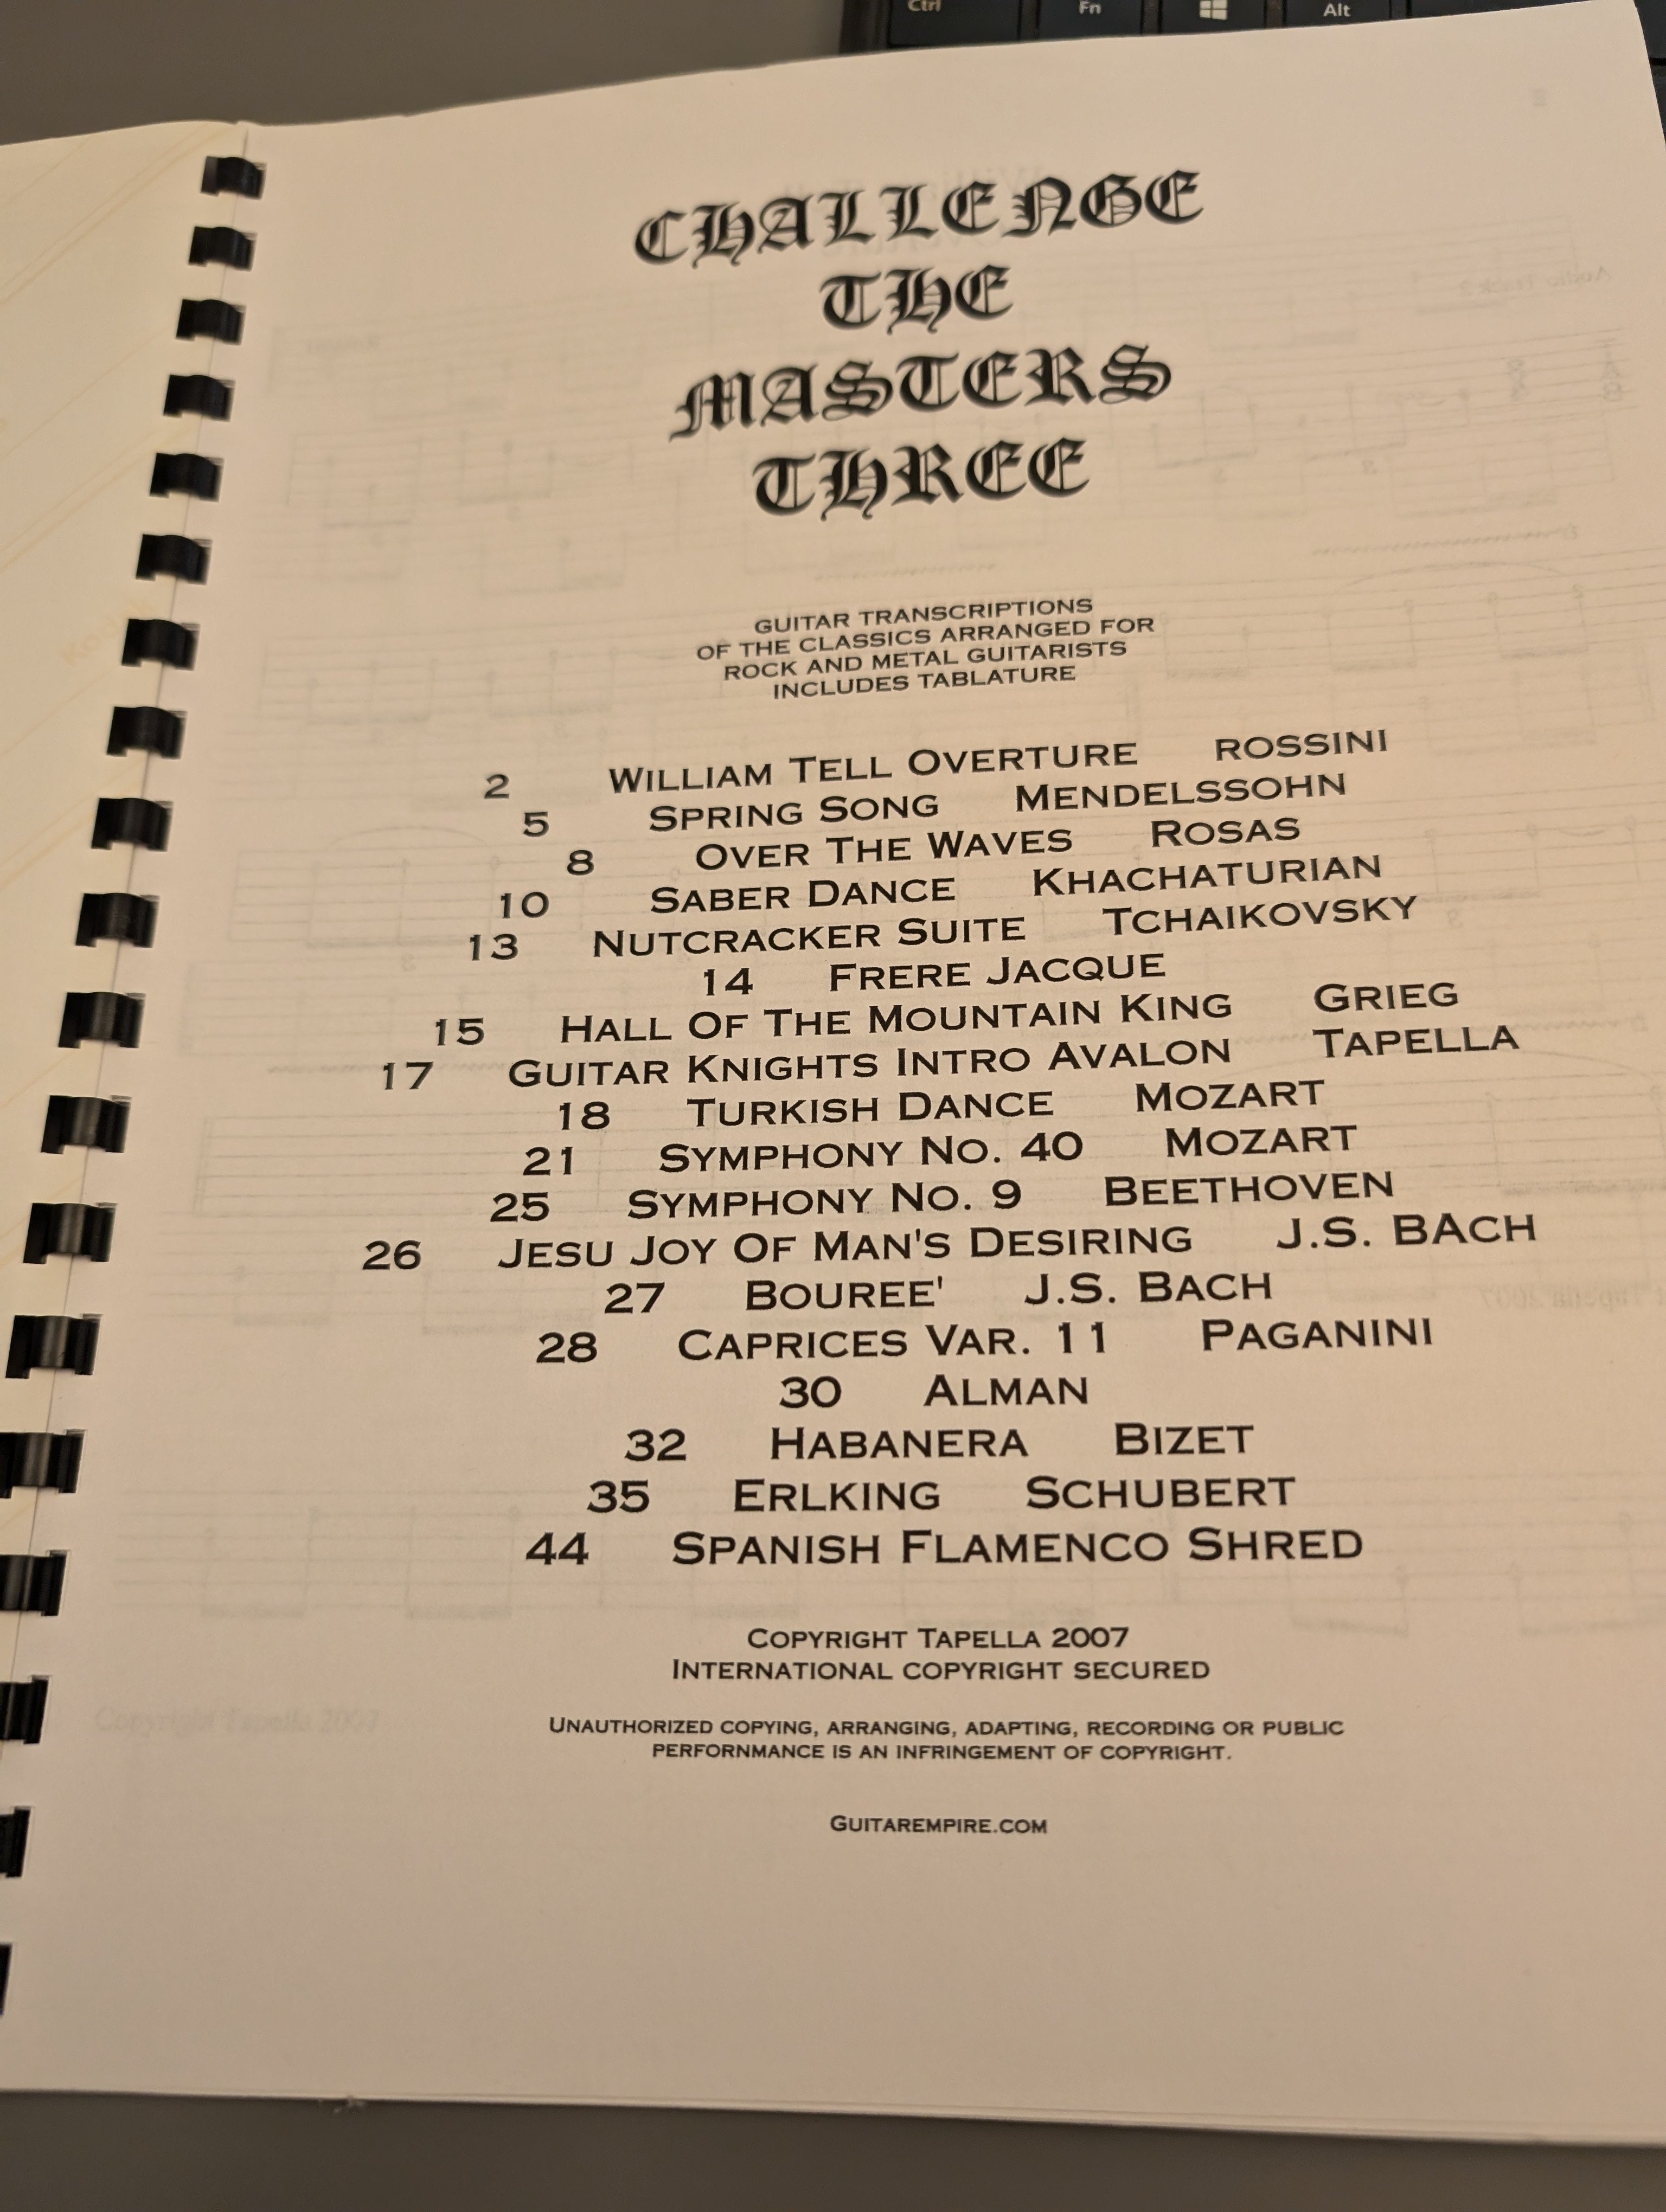 Ctrl Fn Alt
CHALLENGE
THE
MASTERS
THREE
GUITAR TRANSCRIPTIONS
OF THE CLASSICS ARRANGED FOR
ROCK AND METAL GUITARISTS
INCLUDES TABLATURE
2 WILLIAM TELL OVERTURE ROSSINI
5 SPRING SONG MENDELSSOHN
8 OVER THE WAVES ROSAS
10 SABER DANCE KHACHATURIAN
13 NUTCRACKER SUITE TCHAIKOVSKY
14 FRERE JACQUE
15 HALL OF THE MOUNTAIN KING GRIEG
17 GUITAR KNIGHTS INTRO AVALON TAPELLA
18 TURKISH DANCE MOZART
21 SYMPHONY NO. 40 MOZART
25 SYMPHONY NO. 9 BEETHOVEN
26 JESU JOY OF MAN'S DESIRING J.S. BACH
27 BOUREE' J.S. BACH
28 CAPRICES VAR. 11 PAGANINI
30 ALMAN
32 HABANERA BIZET
35 ERLKING SCHUBERT
44 SPANISH FLAMENCO SHRED
COPYRIGHT TAPELLA 2007
INTERNATIONAL COPYRIGHT SECURED
Copyright Tapella 2007
UNAUTHORIZED COPYING, ARRANGING, ADAPTING, RECORDING OR PUBLIC
PERFORNMANCE IS AN INFRINGEMENT OF COPYRIGHT.
GUITAREMPIRE.COM